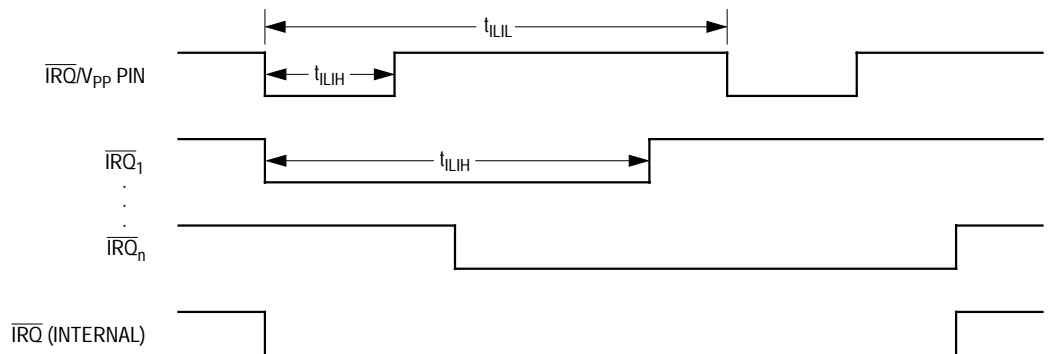 tILIL
IRQ/VPP PIN
tILIH
IRQ1
tILIH
.
.
.
IRQn
IRQ (INTERNAL)